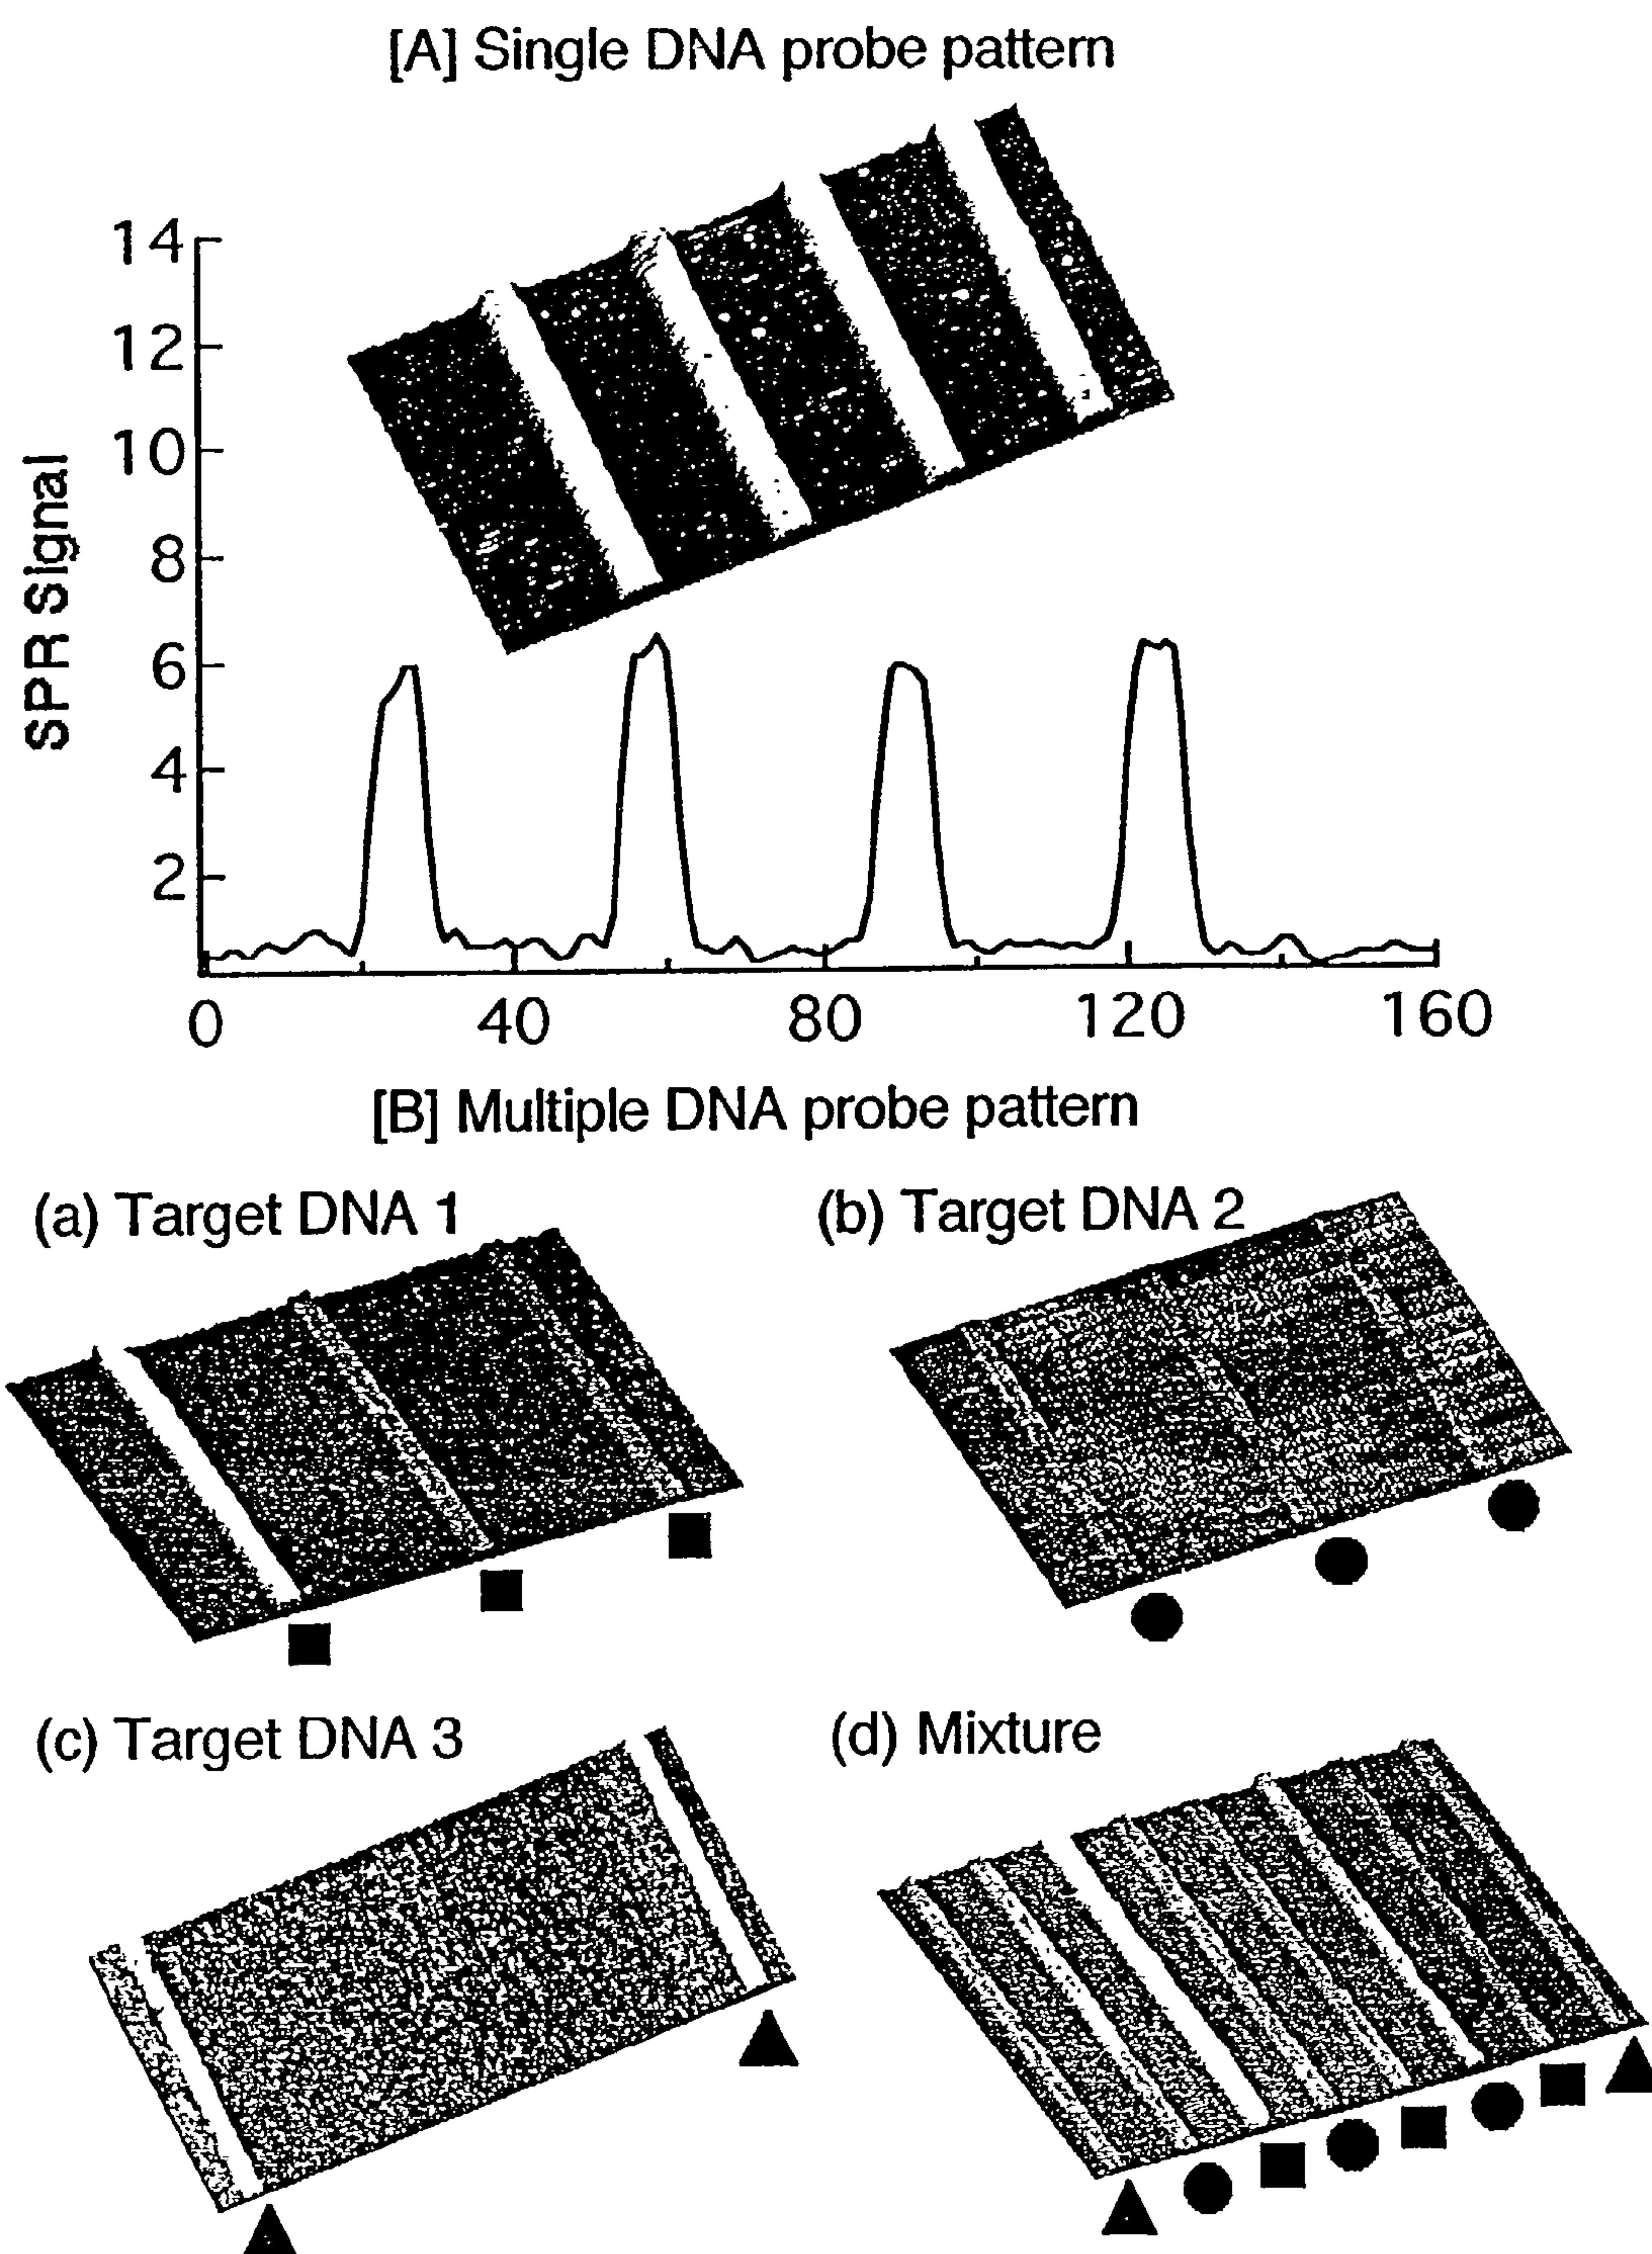 [A] Single DNA probe pattern
14
12
10
8
6
4
2
SPR Signal
0 40 80 120 160
[B] Multiple DNA probe pattern
(a) Target DNA 1
(b) Target DNA 2
(c) Target DNA 3
(d) Mixture